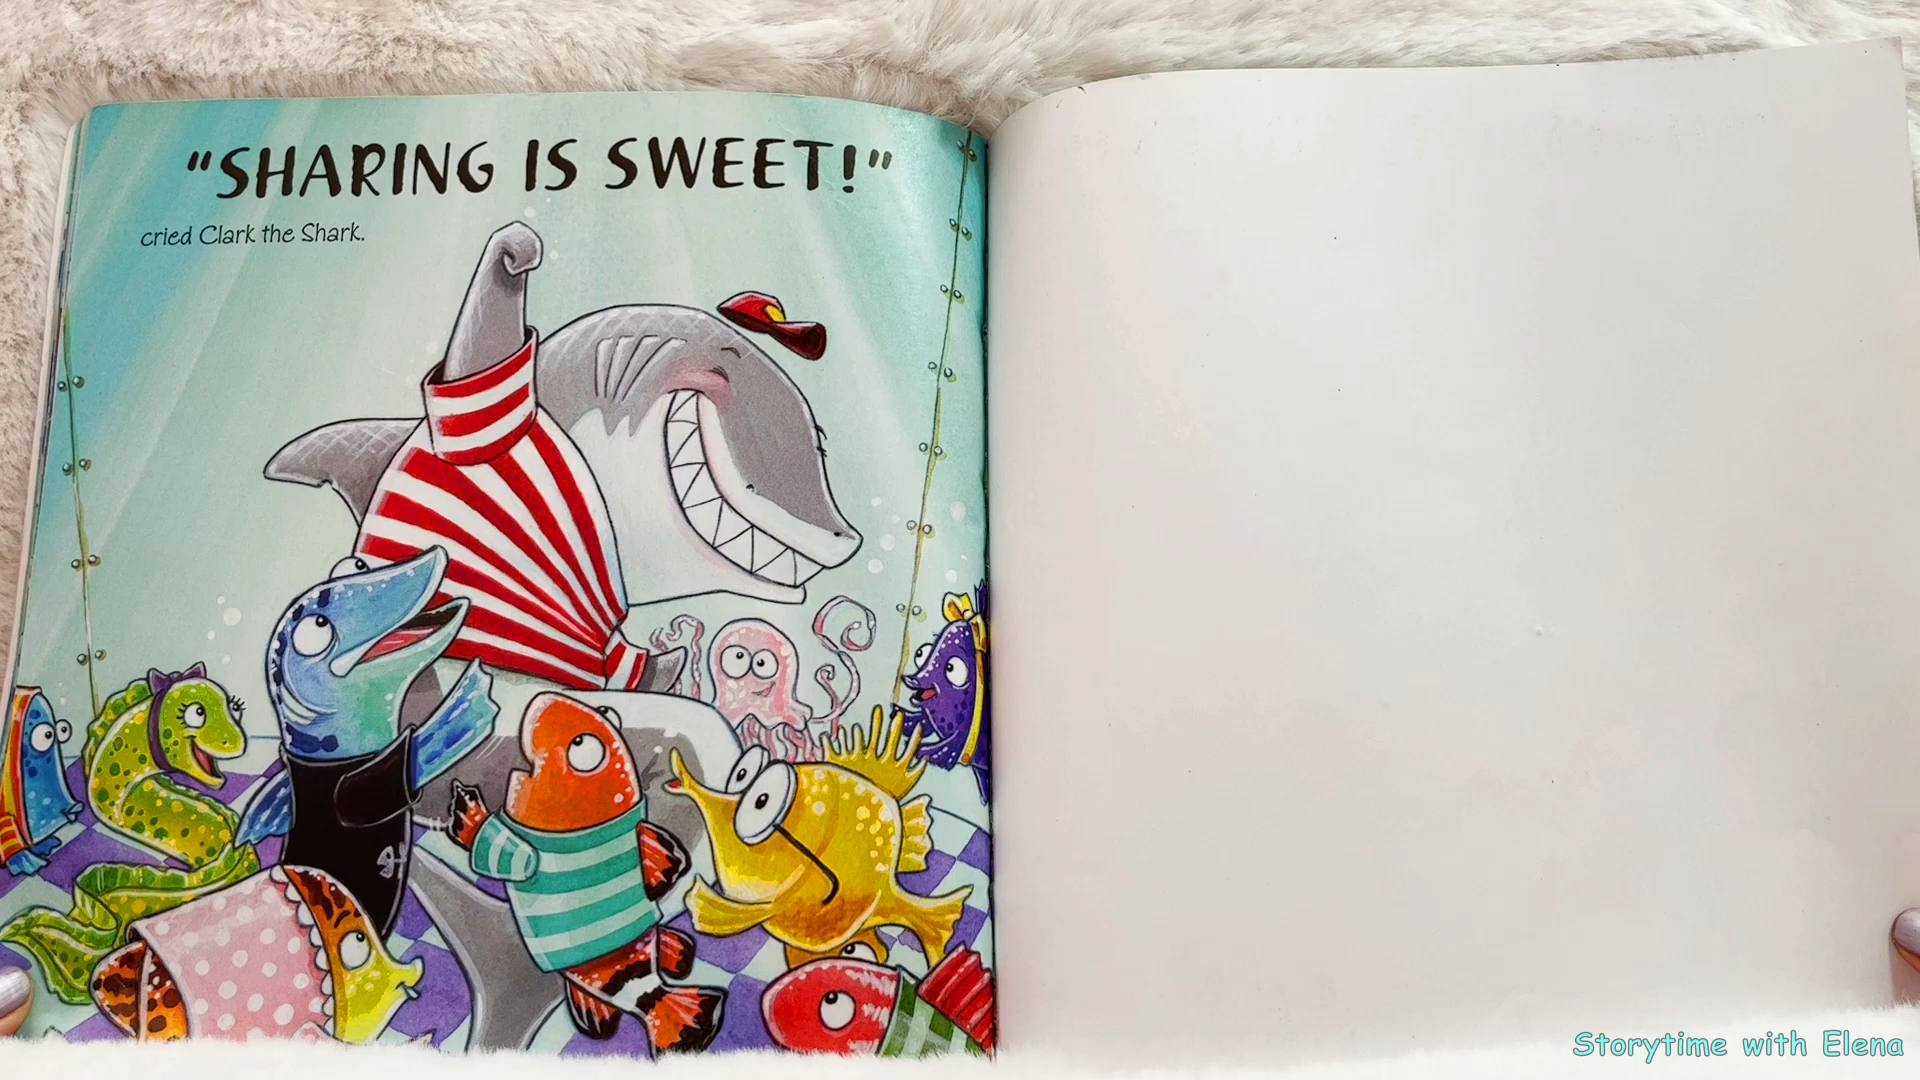 “SHARING IS SWEET!”
cried Clark the Shark.
Storytime with Elena